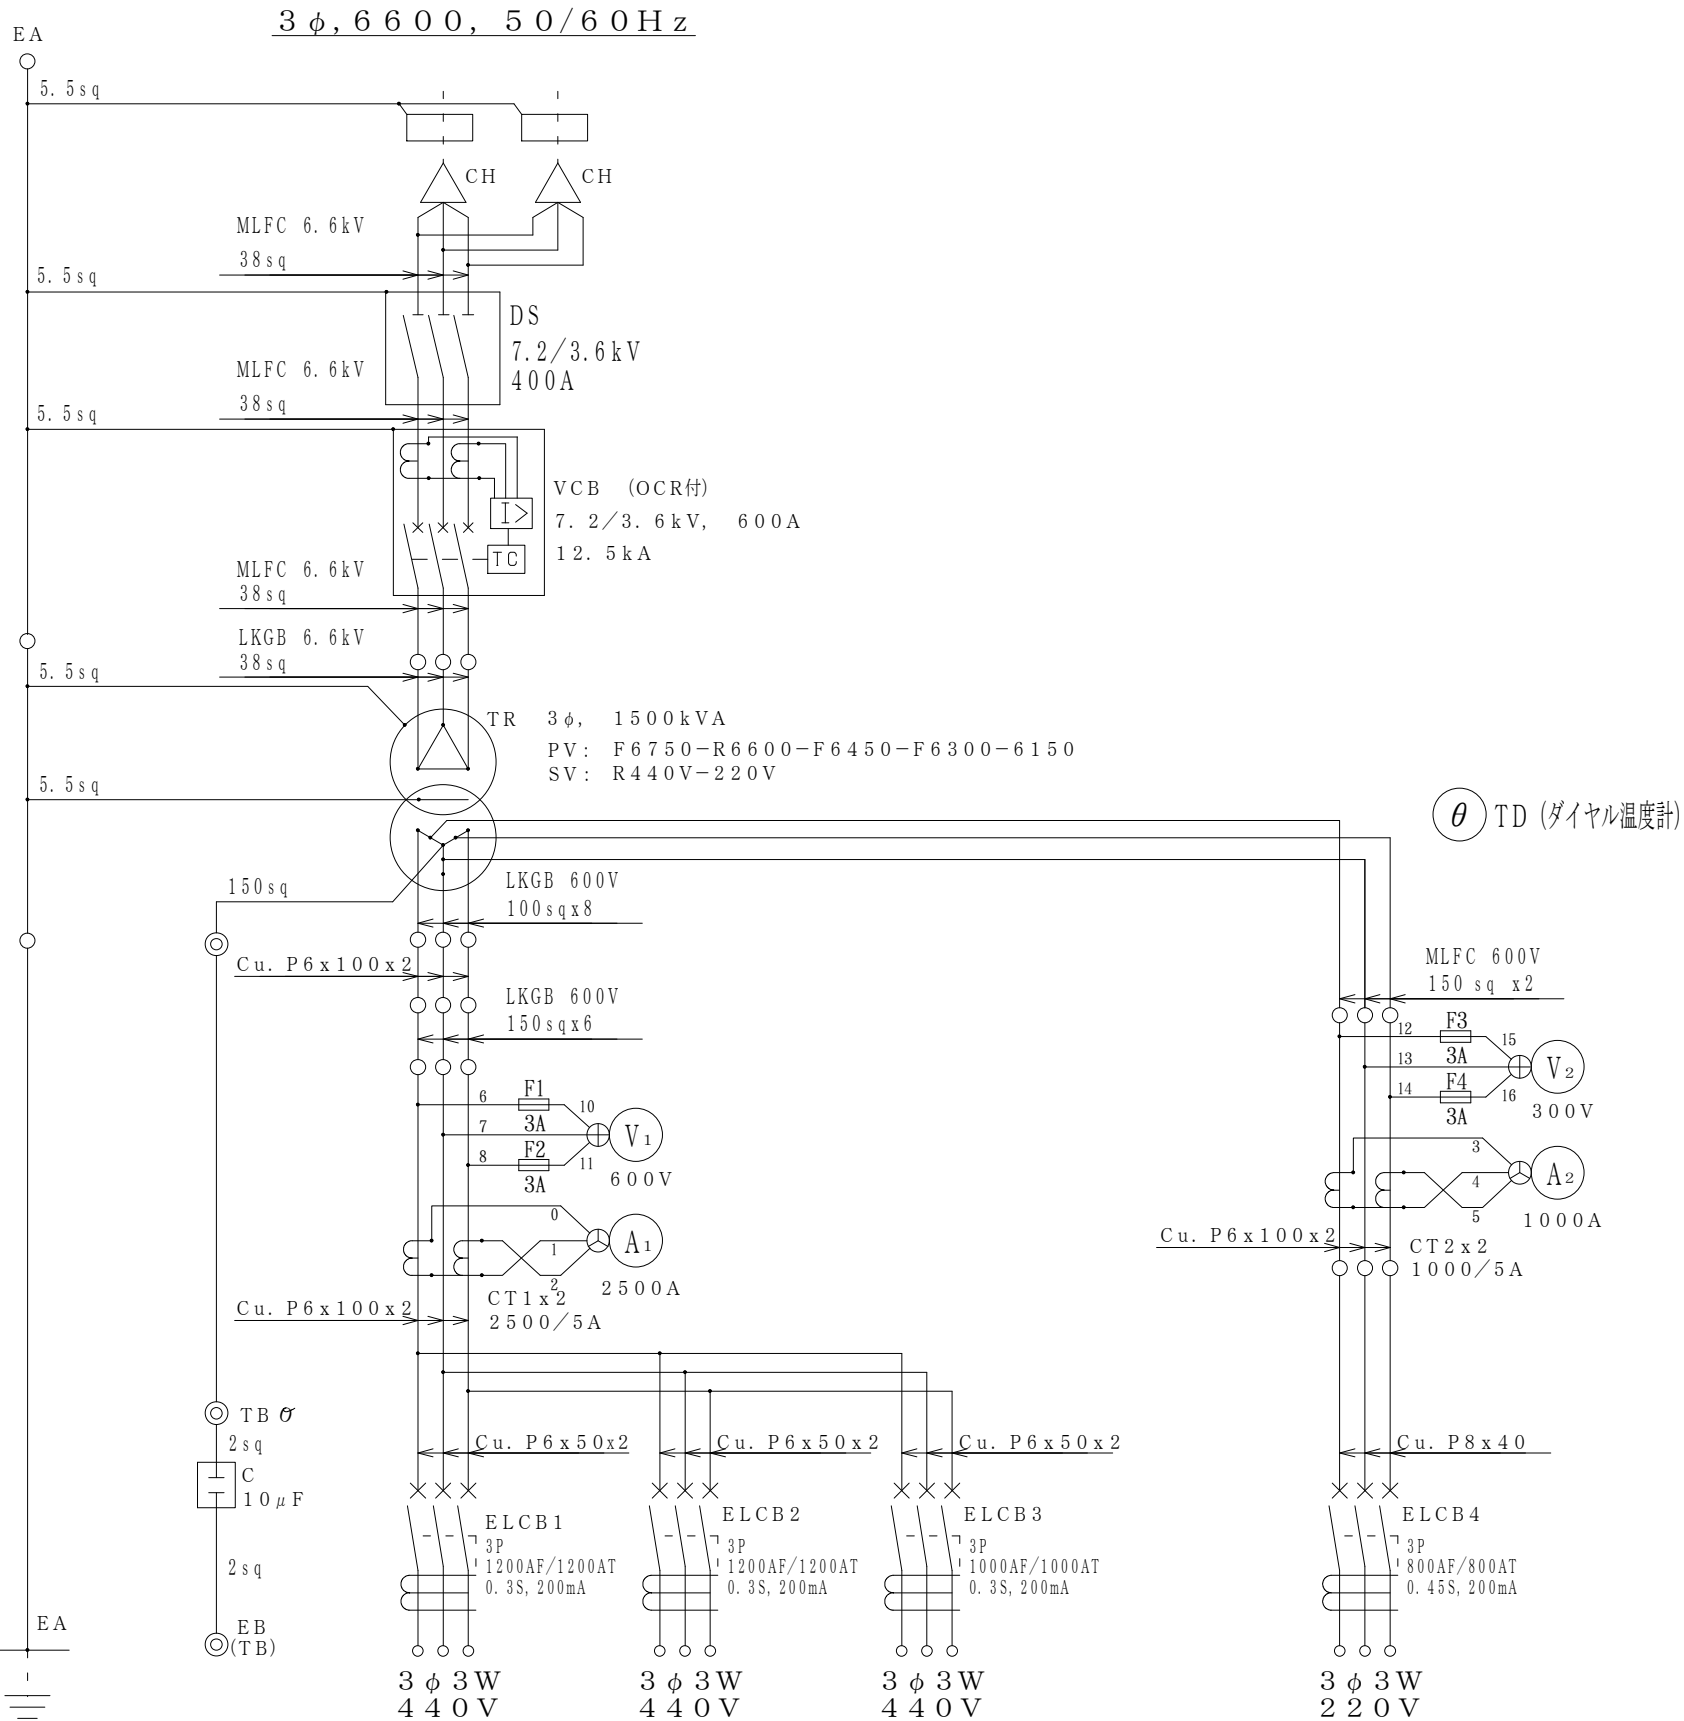 3φ,6600, 50/60Hz
EA
5.5sq
CH
CH
MLFC 6.6kV
38sq
5.5sq
DS
7.2/3.6kV
400A
MLFC 6.6kV
38sq
5.5sq
VCB (OCR付)
7.2/3.6kV, 600A
12.5kA
I>
TC
MLFC 6.6kV
38sq
LKGB 6.6kV
38sq
5.5sq
TR 3φ, 1500kVA
PV: F6750-R6600-F6450-F6300-6150
SV: R440V-220V
5.5sq
θ TD (ダイヤル温度計)
150sq
LKGB 600V
100sqx8
Cu. P6x100x2
LKGB 600V
150sqx6
MLFC 600V
150 sq x2
12 F3 15
3A
13 V2
14 F4 16
3A
300V
6 F1 10
3A
7 V1
8 F2 11
3A
600V
3
4 A2
5
1000A
0
1 A1
2
2500A
Cu. P6x100x2
CT2x2
1000/5A
CT1x2
2500/5A
Cu. P6x100x2
TBO
2sq
C
10μF
2sq
EB
(TB)
EA
Cu. P6x50x2
Cu. P6x50x2
Cu. P6x50x2
Cu. P8x40
ELCB1
3P
1200AF/1200AT
0.3S,200mA
ELCB2
3P
1200AF/1200AT
0.3S,200mA
ELCB3
3P
1000AF/1000AT
0.3S,200mA
ELCB4
3P
800AF/800AT
0.45S,200mA
3φ3W
440V
3φ3W
440V
3φ3W
440V
3φ3W
220V